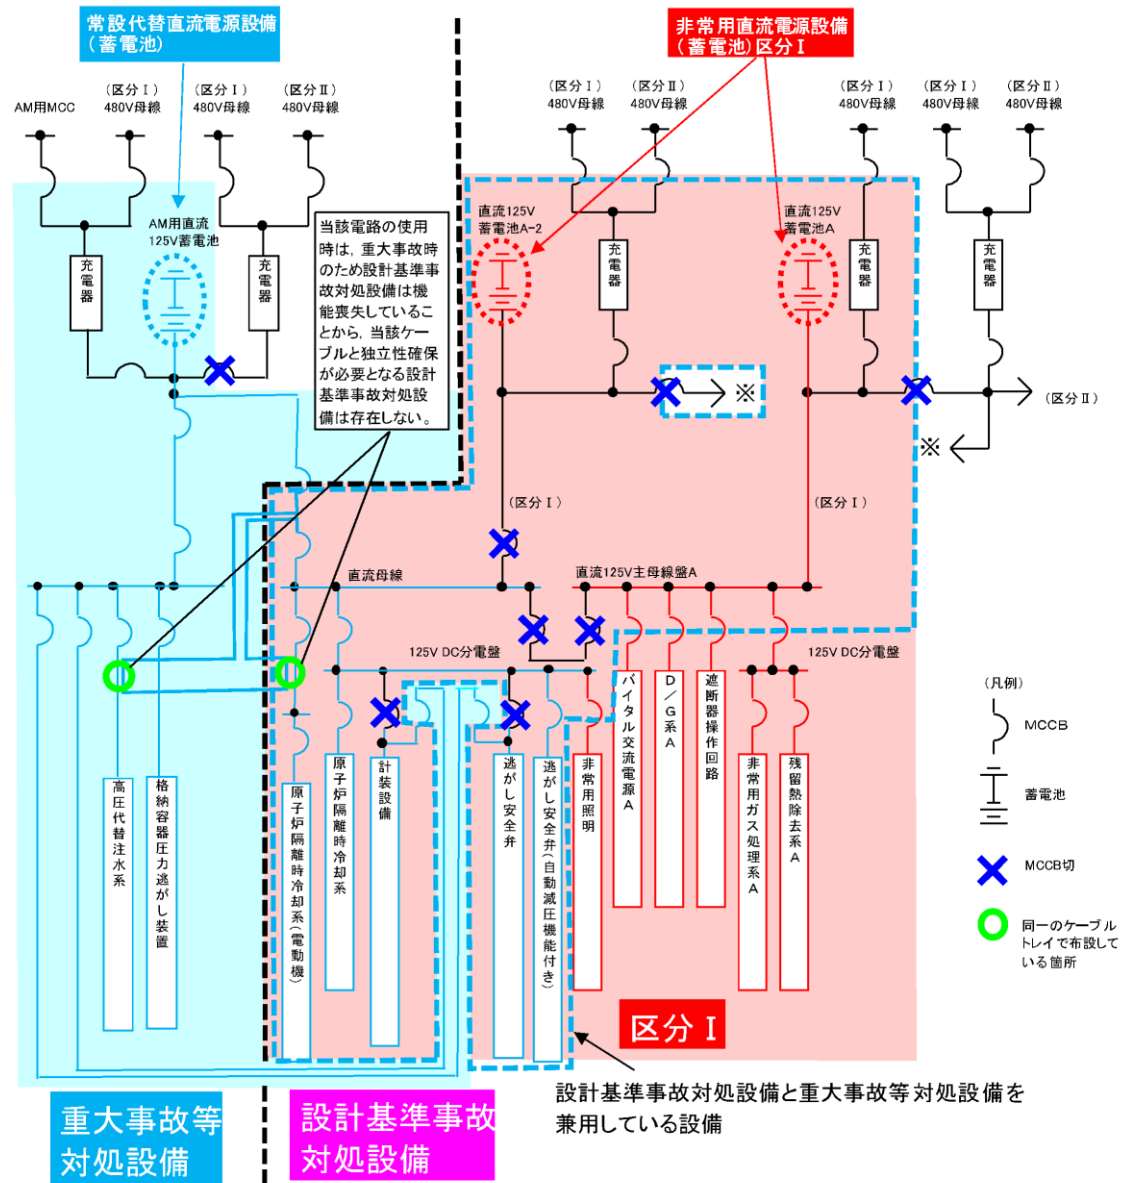 常設代替直流電源設備
(蓄電池)
非常用直流電源設備
(蓄電池)区分Ⅰ
AM用MCC
(区分Ⅰ)
480V母線
(区分Ⅰ)
480V母線
(区分Ⅱ)
480V母線
(区分Ⅰ)
480V母線
(区分Ⅱ)
480V母線
(区分Ⅰ)
480V母線
(区分Ⅰ)
480V母線
(区分Ⅱ)
480V母線
AM用直流
125V蓄電池
充電器
充電器
当該電路の使用
時は，重大事故時
のため設計基準事
故対処設備は機
能喪失しているこ
とから，当該ケー
ブルと独立性確保
が必要となる設計
基準事故対処設
備は存在しない。
直流125V
蓄電池A-2
充電器
直流125V
蓄電池A
充電器
充電器
※
(区分Ⅱ)
※
(区分Ⅰ)
(区分Ⅰ)
直流母線
直流125V主母線盤A
125V DC分電盤
125V DC分電盤
高圧代替注水系
格納容器圧力逃がし装置
原子炉隔離時冷却系(電動機)
原子炉隔離時冷却系
計装設備
逃がし安全弁
逃がし安全弁(自動減圧機能付き)
非常用照明
バイタル交流電源A
D/G系A
遮断器操作回路
非常用ガス処理系A
残留熱除去系A
(凡例)
MCCB
蓄電池
MCCB切
同一のケーブル
トレイで布設して
いる箇所
区分Ⅰ
設計基準事故対処設備と重大事故等対処設備を
兼用している設備
重大事故等
対処設備
設計基準事故
対処設備